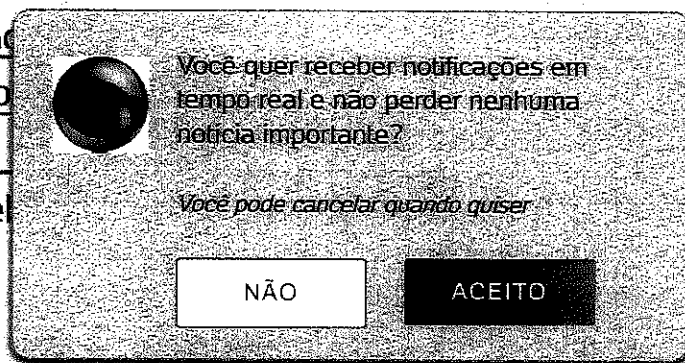 Você quer receber notificações em
tempo real e não perder nenhuma
notícia importante?
Você pode cancelar quando quiser
NÃO
ACEITO